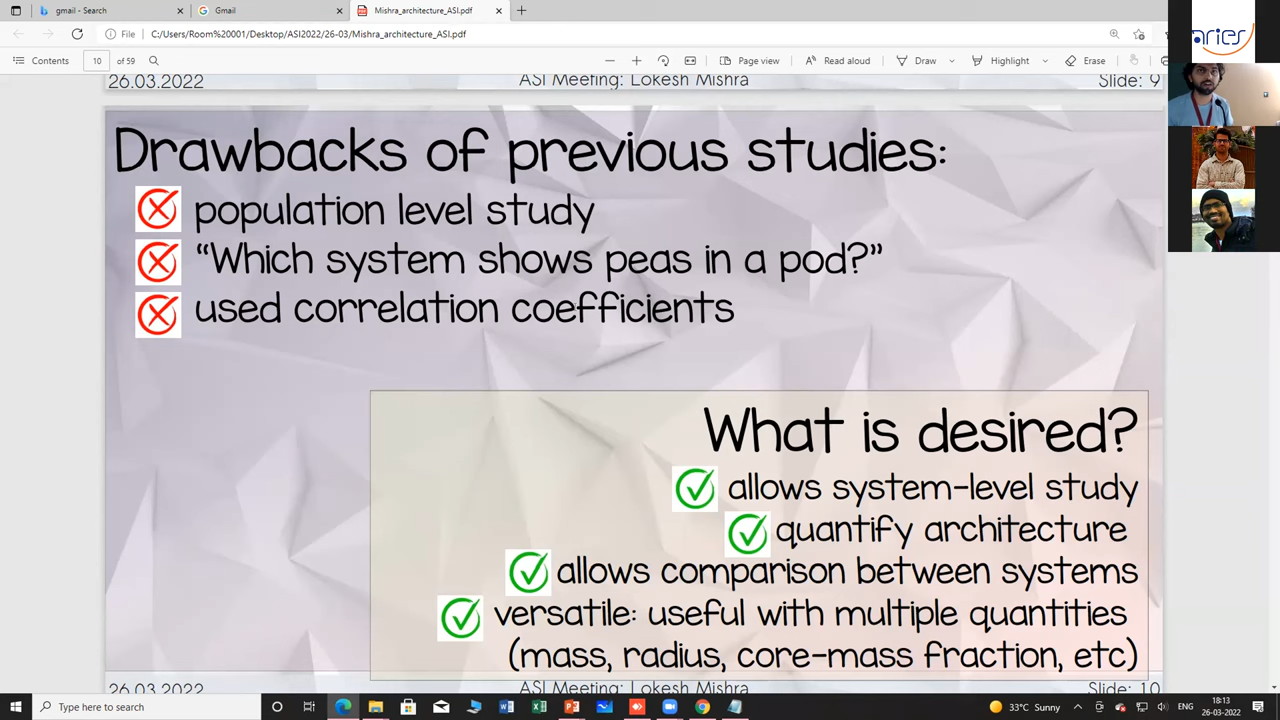 gmail - Search
Gmail
Mishra_architecture_ASI.pdf
File
C:/Users/Room%20001/Desktop/ASI2022/26-03/Mishra_architecture_ASI.pdf
aries
Contents
10 of 59
Page view
Read aloud
Draw
Highlight
Erase
26.03.2022
ASI Meeting: Lokesh Mishra
Slide: 9
Drawbacks of previous studies:
population level study
“Which system shows peas in a pod?”
used correlation coefficients
What is desired?
allows system-level study
quantify architecture
allows comparison between systems
versatile: useful with multiple quantities
(mass, radius, core-mass fraction, etc)
26.03.2022
ASI Meeting: Lokesh Mishra
Slide: 10
Type here to search
33°C Sunny
18:13
26-03-2022